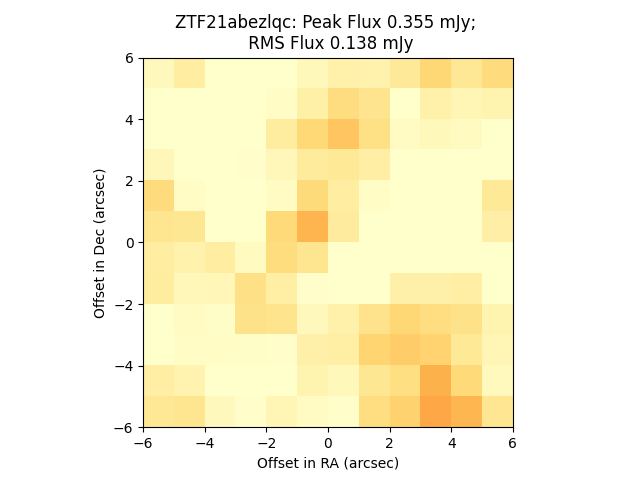 ZTF21abezlqc: Peak Flux 0.355 mJy;
RMS Flux 0.138 mJy
6
4
2
0
−2
−4
−6
Offset in Dec (arcsec)
−6 −4 −2 0 2 4 6
Offset in RA (arcsec)